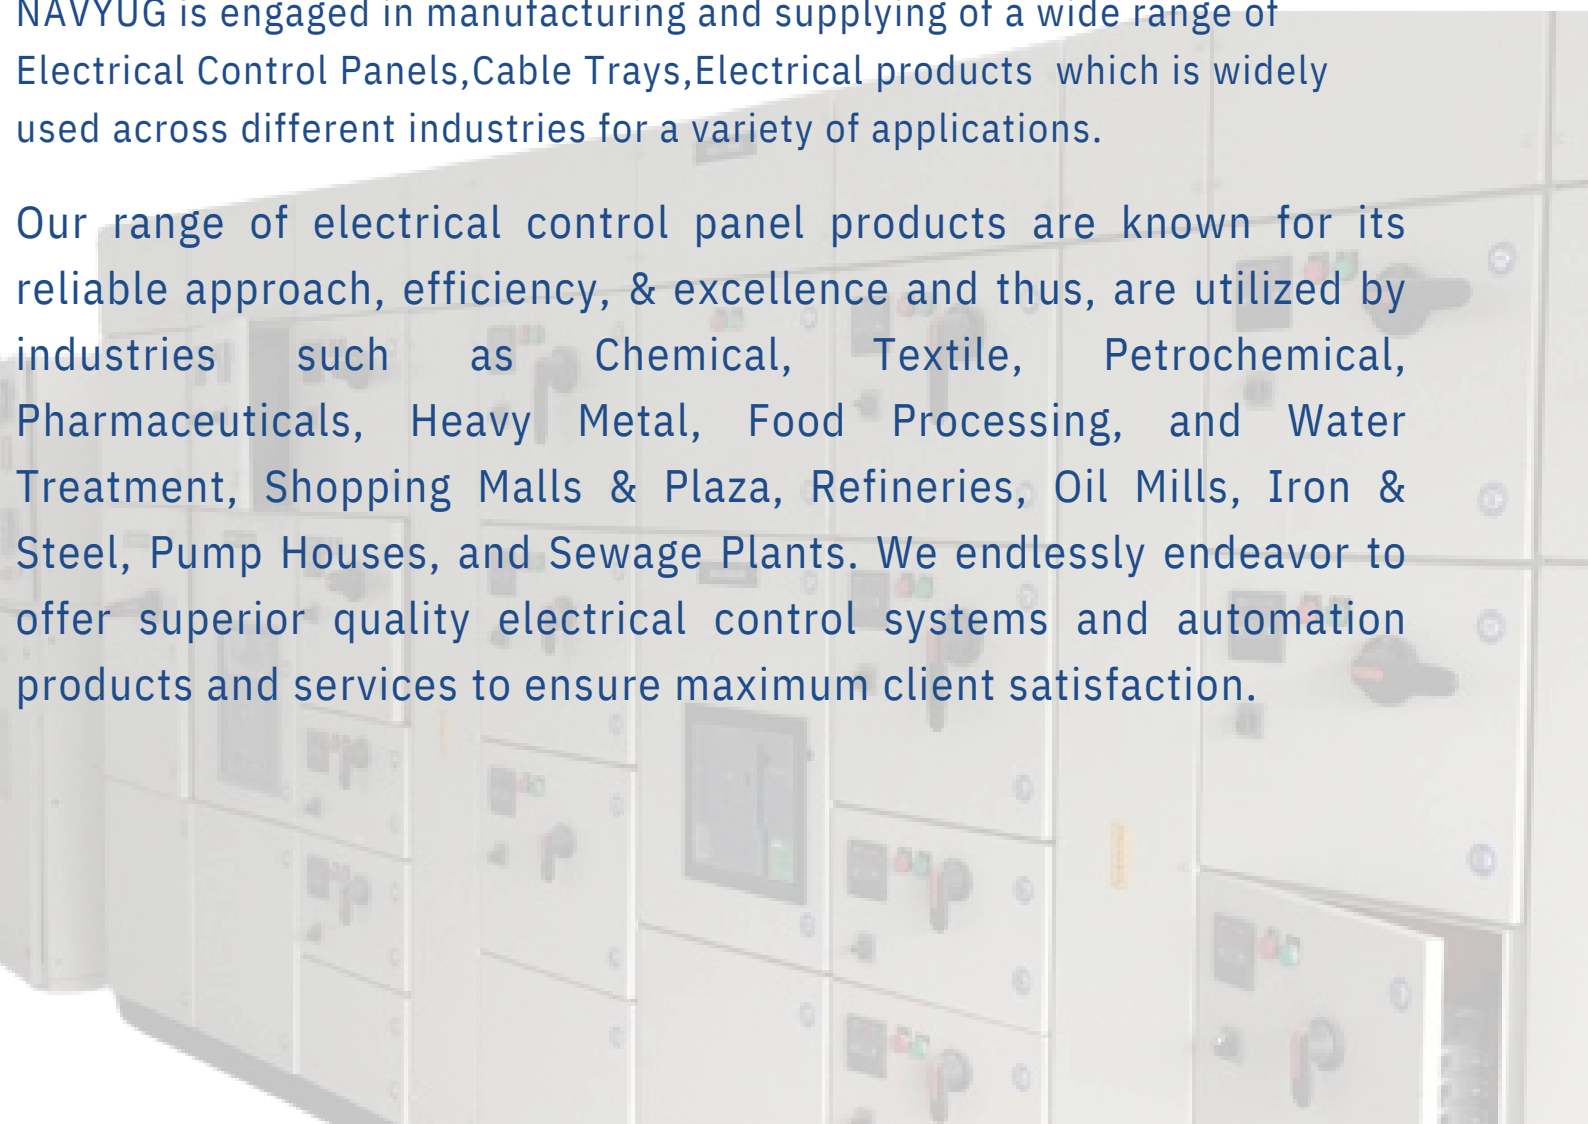 NAVYUG is engaged in manufacturing and supplying of a wide range of
Electrical Control Panels,Cable Trays,Electrical products  which is widely
used across different industries for a variety of applications.
Our range of electrical control panel products are known for its
reliable approach, efficiency, & excellence and thus, are utilized by
industries such as Chemical, Textile, Petrochemical,
Pharmaceuticals, Heavy Metal, Food Processing, and Water
Treatment, Shopping Malls & Plaza, Refineries, Oil Mills, Iron &
Steel, Pump Houses, and Sewage Plants. We endlessly endeavor to
offer superior quality electrical control systems and automation
products and services to ensure maximum client satisfaction.